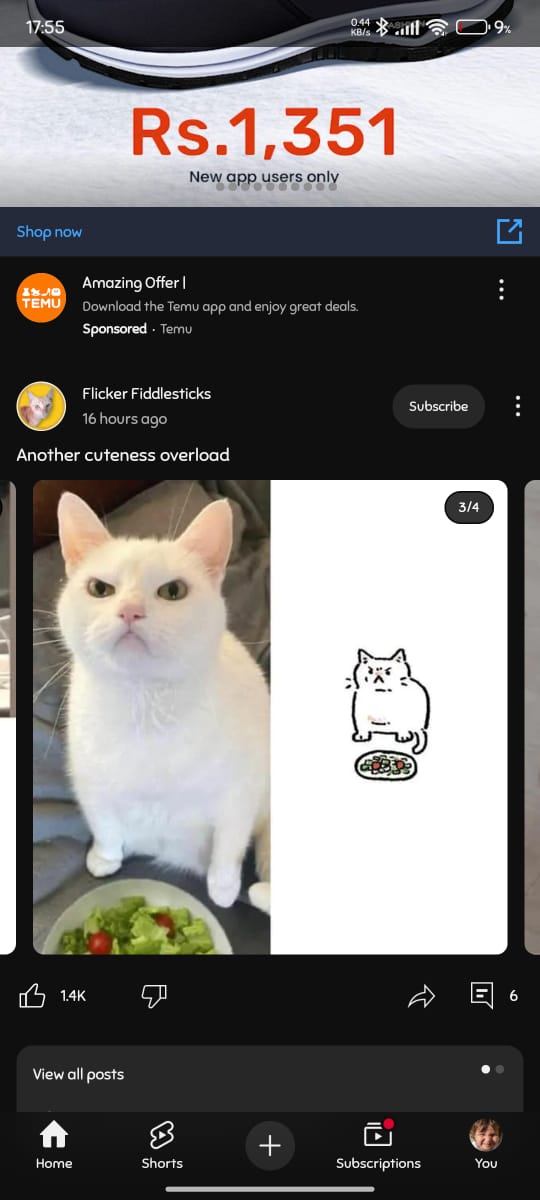 17:55
0.44
KB/s
9%
Rs.1,351
New app users only
Shop now
TEMU
Amazing Offer |
Download the Temu app and enjoy great deals.
Sponsored · Temu
Flicker Fiddlesticks
16 hours ago
Subscribe
Another cuteness overload
3/4
1.4K
6
View all posts
Home
Shorts
Subscriptions
You